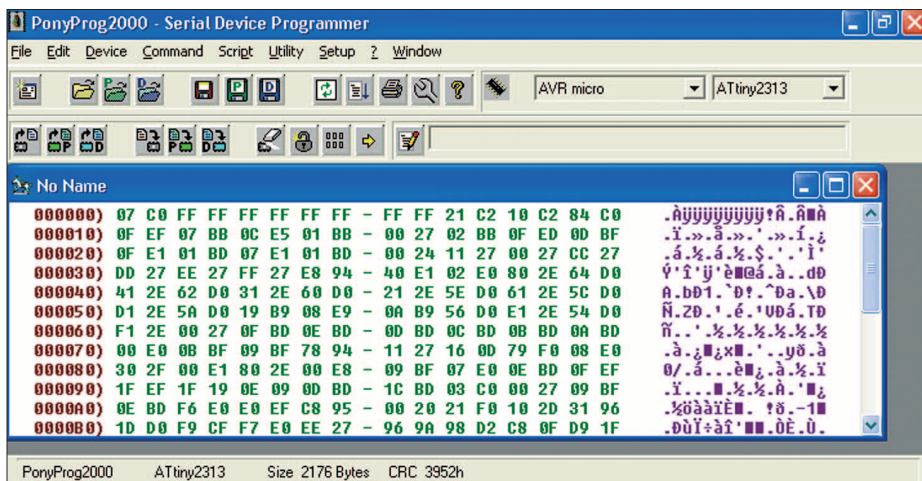 PonyProg2000 - Serial Device Programmer
File Edit Device Command Script Utility Setup ? Window
AVR micro ATtiny2313
No Name
000000) 07 C0 FF FF FF FF FF FF - FF FF 21 C2 10 C2 84 C0
000010) 0F EF 07 BB 0C E5 01 BB - 00 27 02 BB 0F ED 0D BF
000020) 0F E1 01 BD 07 E1 01 BD - 00 24 11 27 00 27 CC 27
000030) DD 27 EE 27 FF 27 E8 94 - 40 E1 02 E0 80 2E 64 D0
000040) 41 2E 62 D0 31 2E 60 D0 - 21 2E 5E D0 61 2E 5C D0
000050) D1 2E 5A D0 19 B9 08 E9 - 0A B9 56 D0 E1 2E 54 D0
000060) F1 2E 00 27 0F BD 0E BD - 0D BD 0C BD 0B BD 0A BD
000070) 00 E0 0B BF 09 BF 78 94 - 11 27 16 0D 79 F0 08 E0
000080) 30 2F 00 E1 80 2E 00 E8 - 09 BF 07 E0 0E BD 0F EF
000090) 1F EF 1F 19 0E 09 0D BD - 1C BD 03 C0 00 27 09 BF
0000A0) 0E BD F6 E0 E0 EF C8 95 - 00 20 21 F0 10 2D 31 96
0000B0) 1D D0 F9 CF F7 E0 EE 27 - 96 9A 98 D2 C8 0F D9 1F
PonyProg2000 ATtiny2313 Size 2176 Bytes CRC 3952h